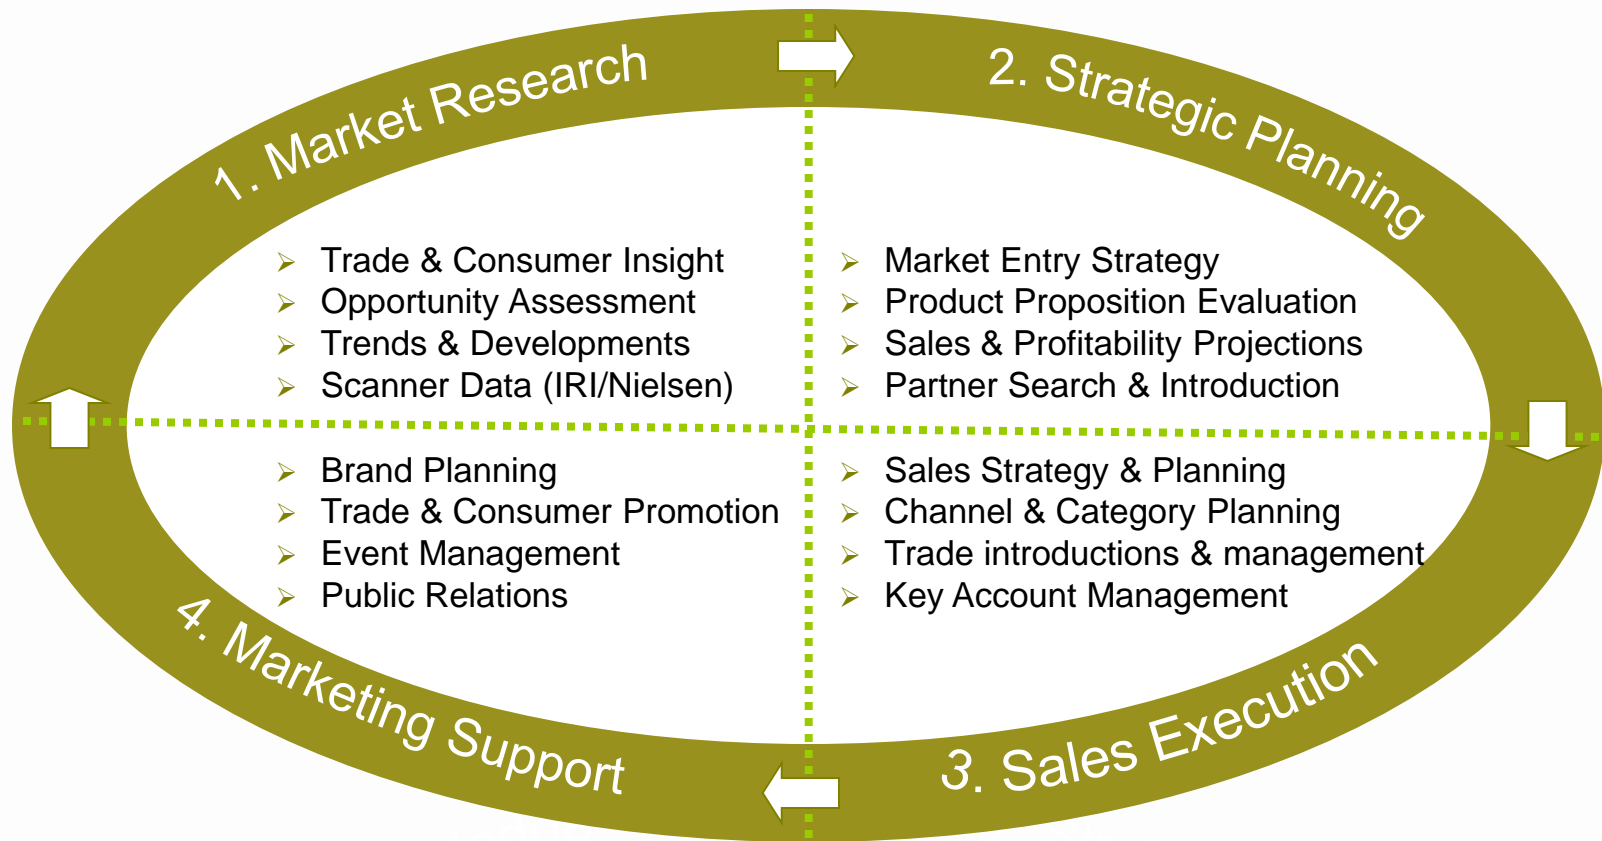 1. Market Research
2. Strategic Planning
Trade & Consumer Insight
Opportunity Assessment
Trends & Developments
Scanner Data (IRI/Nielsen)
Market Entry Strategy
Product Proposition Evaluation
Sales & Profitability Projections
Partner Search & Introduction
Brand Planning
Trade & Consumer Promotion
Event Management
Public Relations
Sales Strategy & Planning
Channel & Category Planning
Trade introductions & management
Key Account Management
4. Marketing Support
3. Sales Execution